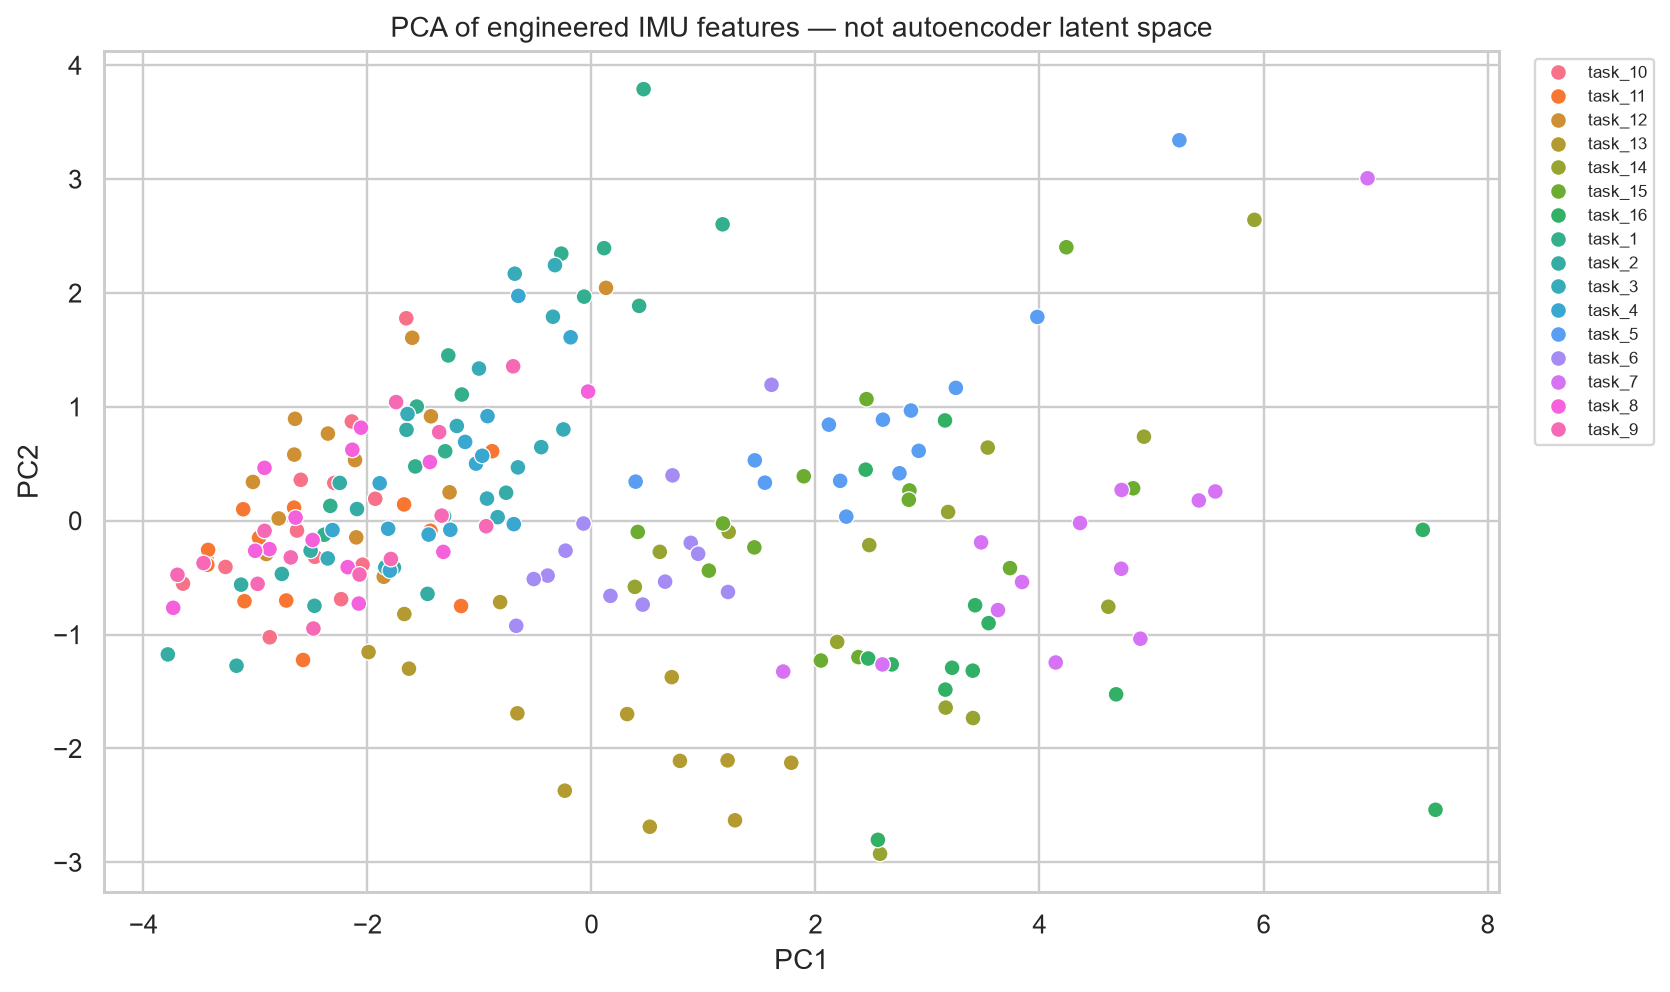 PCA of engineered IMU features — not autoencoder latent space
4
3
2
1
0
−1
−2
−3
PC2
−4
−2
0
2
4
6
8
PC1
task_10
task_11
task_12
task_13
task_14
task_15
task_16
task_1
task_2
task_3
task_4
task_5
task_6
task_7
task_8
task_9